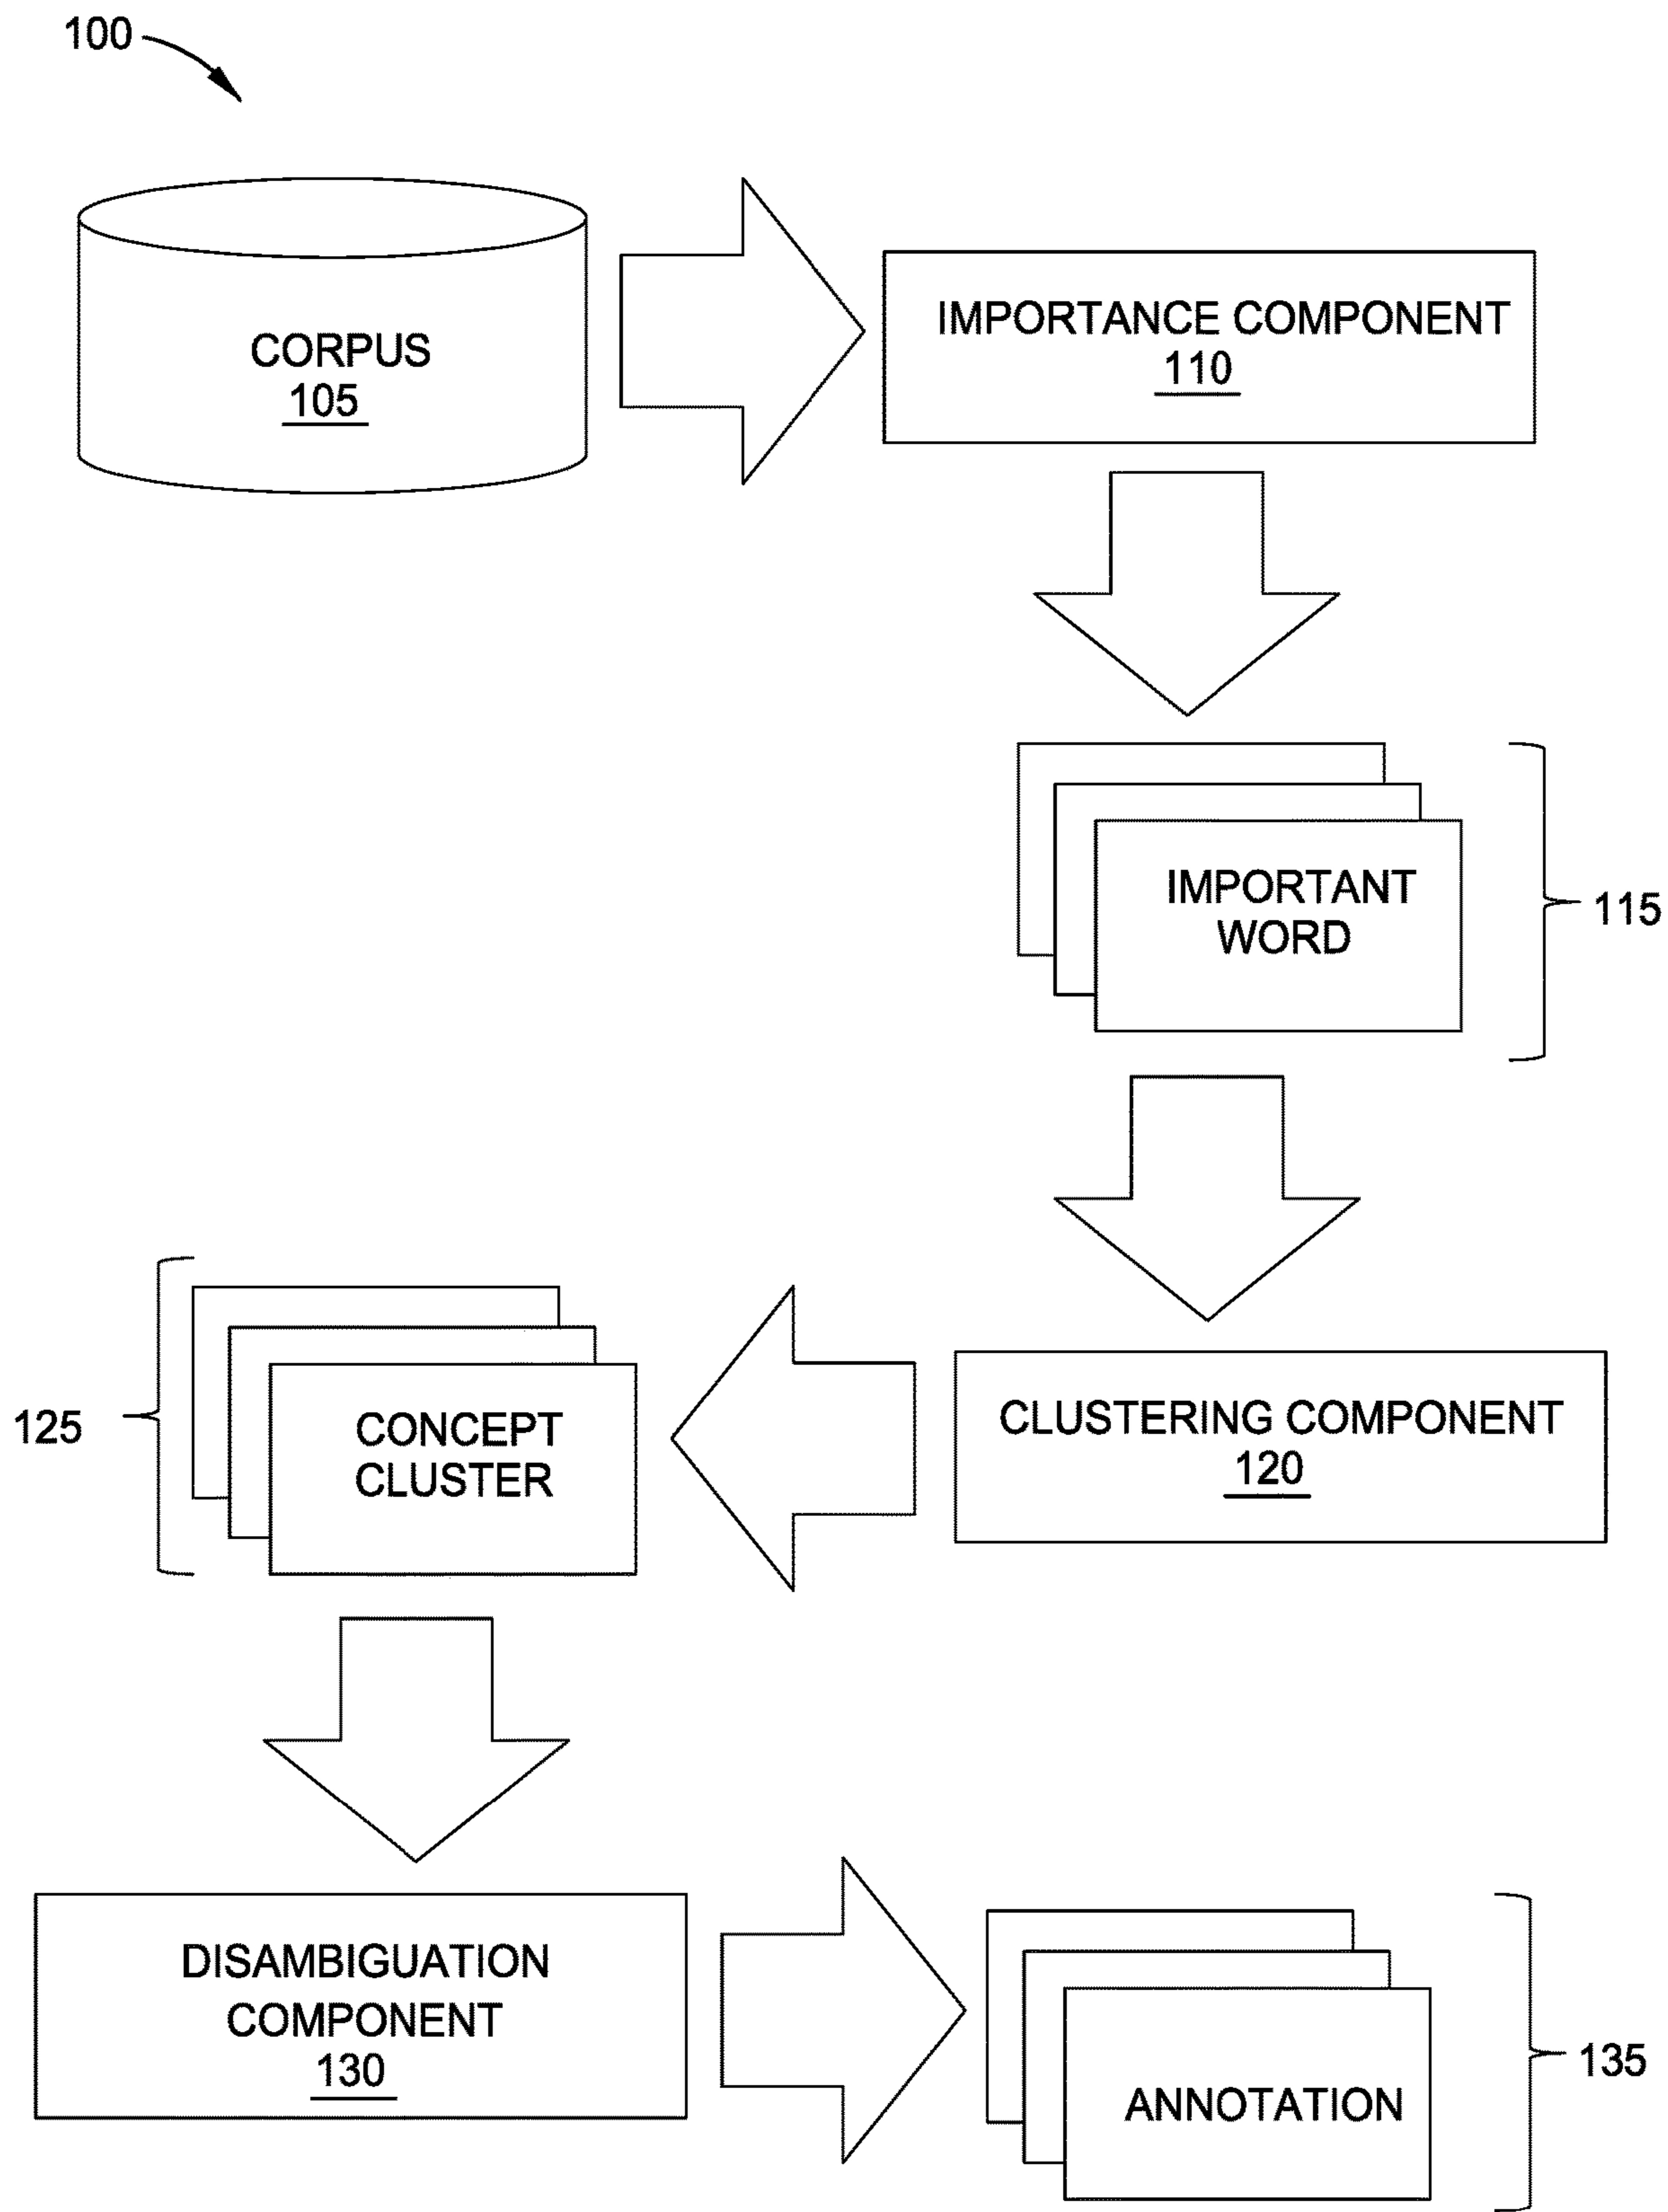 100
CORPUS
105
IMPORTANCE COMPONENT
110
IMPORTANT
WORD
115
CLUSTERING COMPONENT
120
CONCEPT
CLUSTER
125
DISAMBIGUATION
COMPONENT
130
ANNOTATION
135